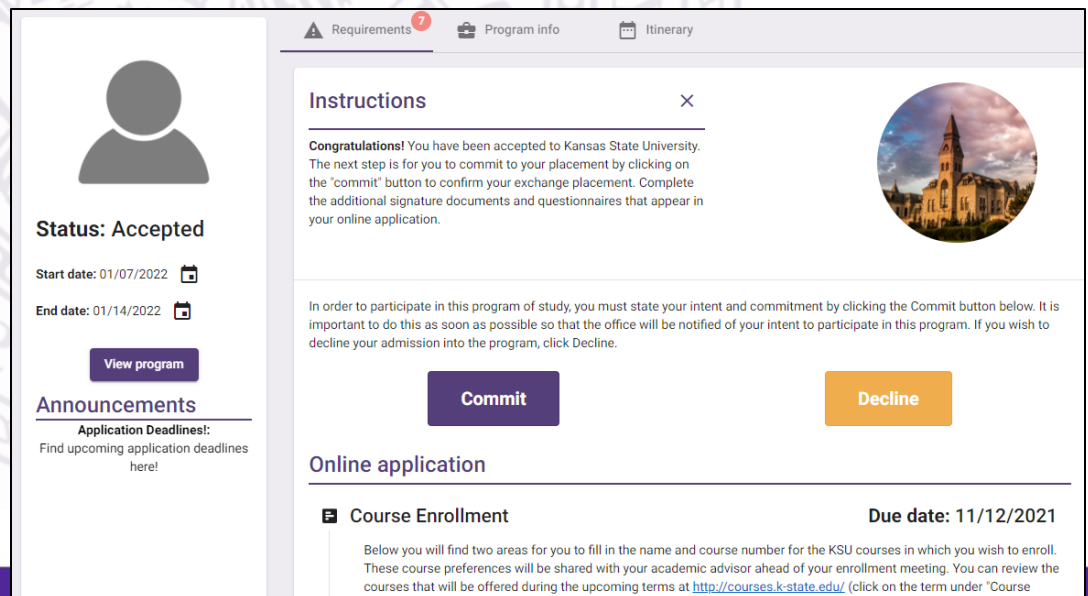 Requirements 7
Program info
Itinerary
Instructions
Congratulations! You have been accepted to Kansas State University.
The next step is for you to commit to your placement by clicking on
the "commit" button to confirm your exchange placement. Complete
the additional signature documents and questionnaires that appear in
your online application.
Status: Accepted
Start date: 01/07/2022
End date: 01/14/2022
View program
Announcements
Application Deadlines!:
Find upcoming application deadlines
here!
In order to participate in this program of study, you must state your intent and commitment by clicking the Commit button below. It is
important to do this as soon as possible so that the office will be notified of your intent to participate in this program. If you wish to
decline your admission into the program, click Decline.
Commit
Decline
Online application
Course Enrollment
Due date: 11/12/2021
Below you will find two areas for you to fill in the name and course number for the KSU courses in which you wish to enroll.
These course preferences will be shared with your academic advisor ahead of your enrollment meeting. You can review the
courses that will be offered during the upcoming terms at http://courses.k-state.edu/ (click on the term under "Course